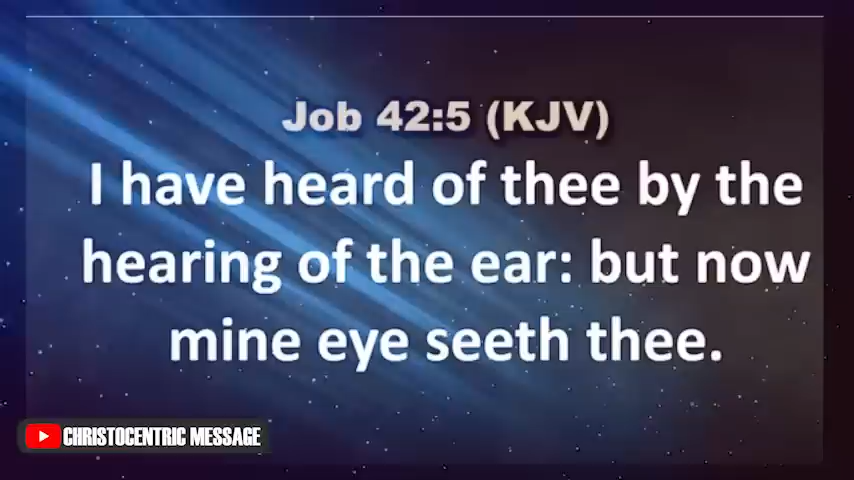 Job 42:5 (KJV)
I have heard of thee by the
hearing of the ear: but now
mine eye seeth thee.
CHRISTOCENTRIC MESSAGE